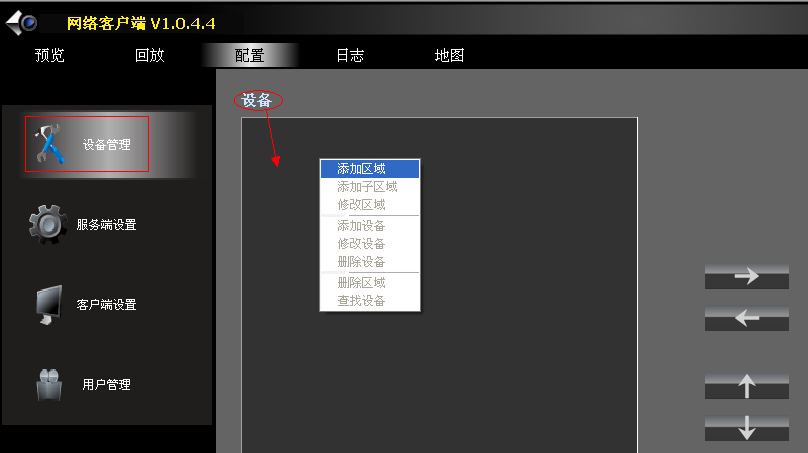 网络客户端 V1.0.4.4
预览 回放 配置 日志 地图
设备
设备管理
服务端设置
客户端设置
用户管理
添加区域
添加子区域
修改区域
添加设备
修改设备
删除设备
删除区域
查找设备